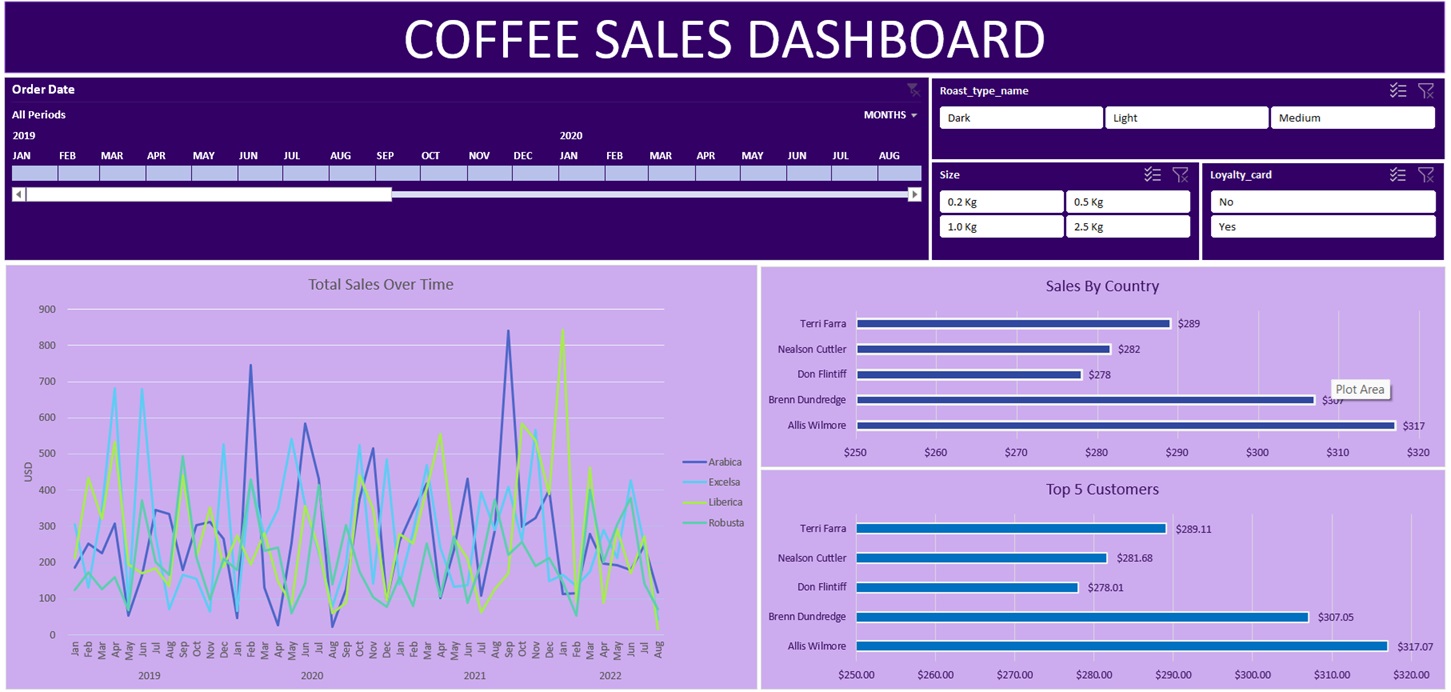 COFFEE SALES DASHBOARD
Order Date
All Periods
MONTHS
2019 2020
JAN FEB MAR APR MAY JUN JUL AUG SEP OCT NOV DEC JAN FEB MAR APR MAY JUN JUL AUG
Roast_type_name
Dark Light Medium
Size
0.2 Kg 0.5 Kg
1.0 Kg 2.5 Kg
Loyalty_card
No
Yes
Total Sales Over Time
900
800
700
600
500
400
300
200
100
0
USD
Jan Feb Mar Apr May Jun Jul Aug Sep Oct Nov Dec Jan Feb Mar Apr May Jun Jul Aug Sep Oct Nov Dec Jan Feb Mar Apr May Jun Jul Aug Sep Oct Nov Dec Jan Feb Mar Apr May Jun Jul Aug
2019 2020 2021 2022
Arabica
Excelsa
Liberica
Robusta
Sales By Country
Terri Farra $289
Nealson Cuttler $282
Don Flintiff $278
Plot Area
Brenn Dundredge $307
Allis Wilmore $317
$250 $260 $270 $280 $290 $300 $310 $320
Top 5 Customers
Terri Farra $289.11
Nealson Cuttler $281.68
Don Flintiff $278.01
Brenn Dundredge $307.05
Allis Wilmore $317.07
$250.00 $260.00 $270.00 $280.00 $290.00 $300.00 $310.00 $320.00